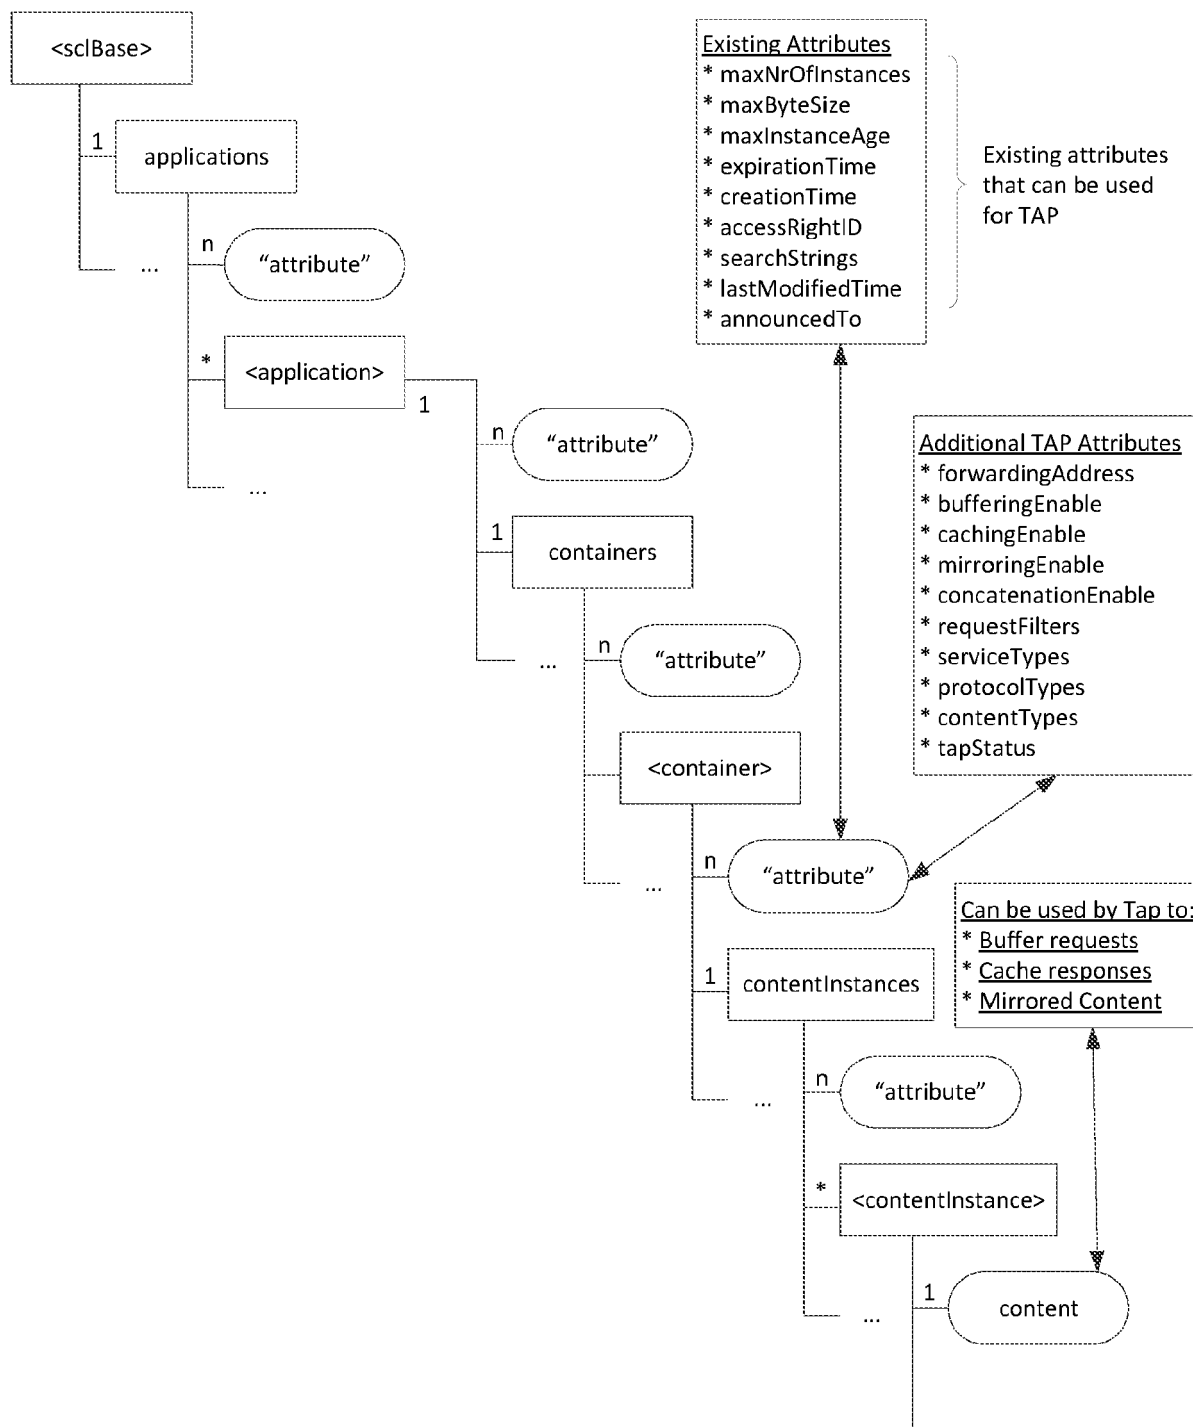 <sclBase>
1
applications
n
“attribute”
...
*
<application>
1
...
n
“attribute”
1
containers
n
“attribute”
...
<container>
...
n
“attribute”
1
contentInstances
n
“attribute”
...
*
<contentInstance>
...
1
content
Existing Attributes
* maxNrOfInstances
* maxByteSize
* maxInstanceAge
* expirationTime
* creationTime
* accessRightID
* searchStrings
* lastModifiedTime
* announcedTo
Existing attributes
that can be used
for TAP
Additional TAP Attributes
* forwardingAddress
* bufferingEnable
* cachingEnable
* mirroringEnable
* concatenationEnable
* requestFilters
* serviceTypes
* protocolTypes
* contentTypes
* tapStatus
Can be used by Tap to:
* Buffer requests
* Cache responses
* Mirrored Content